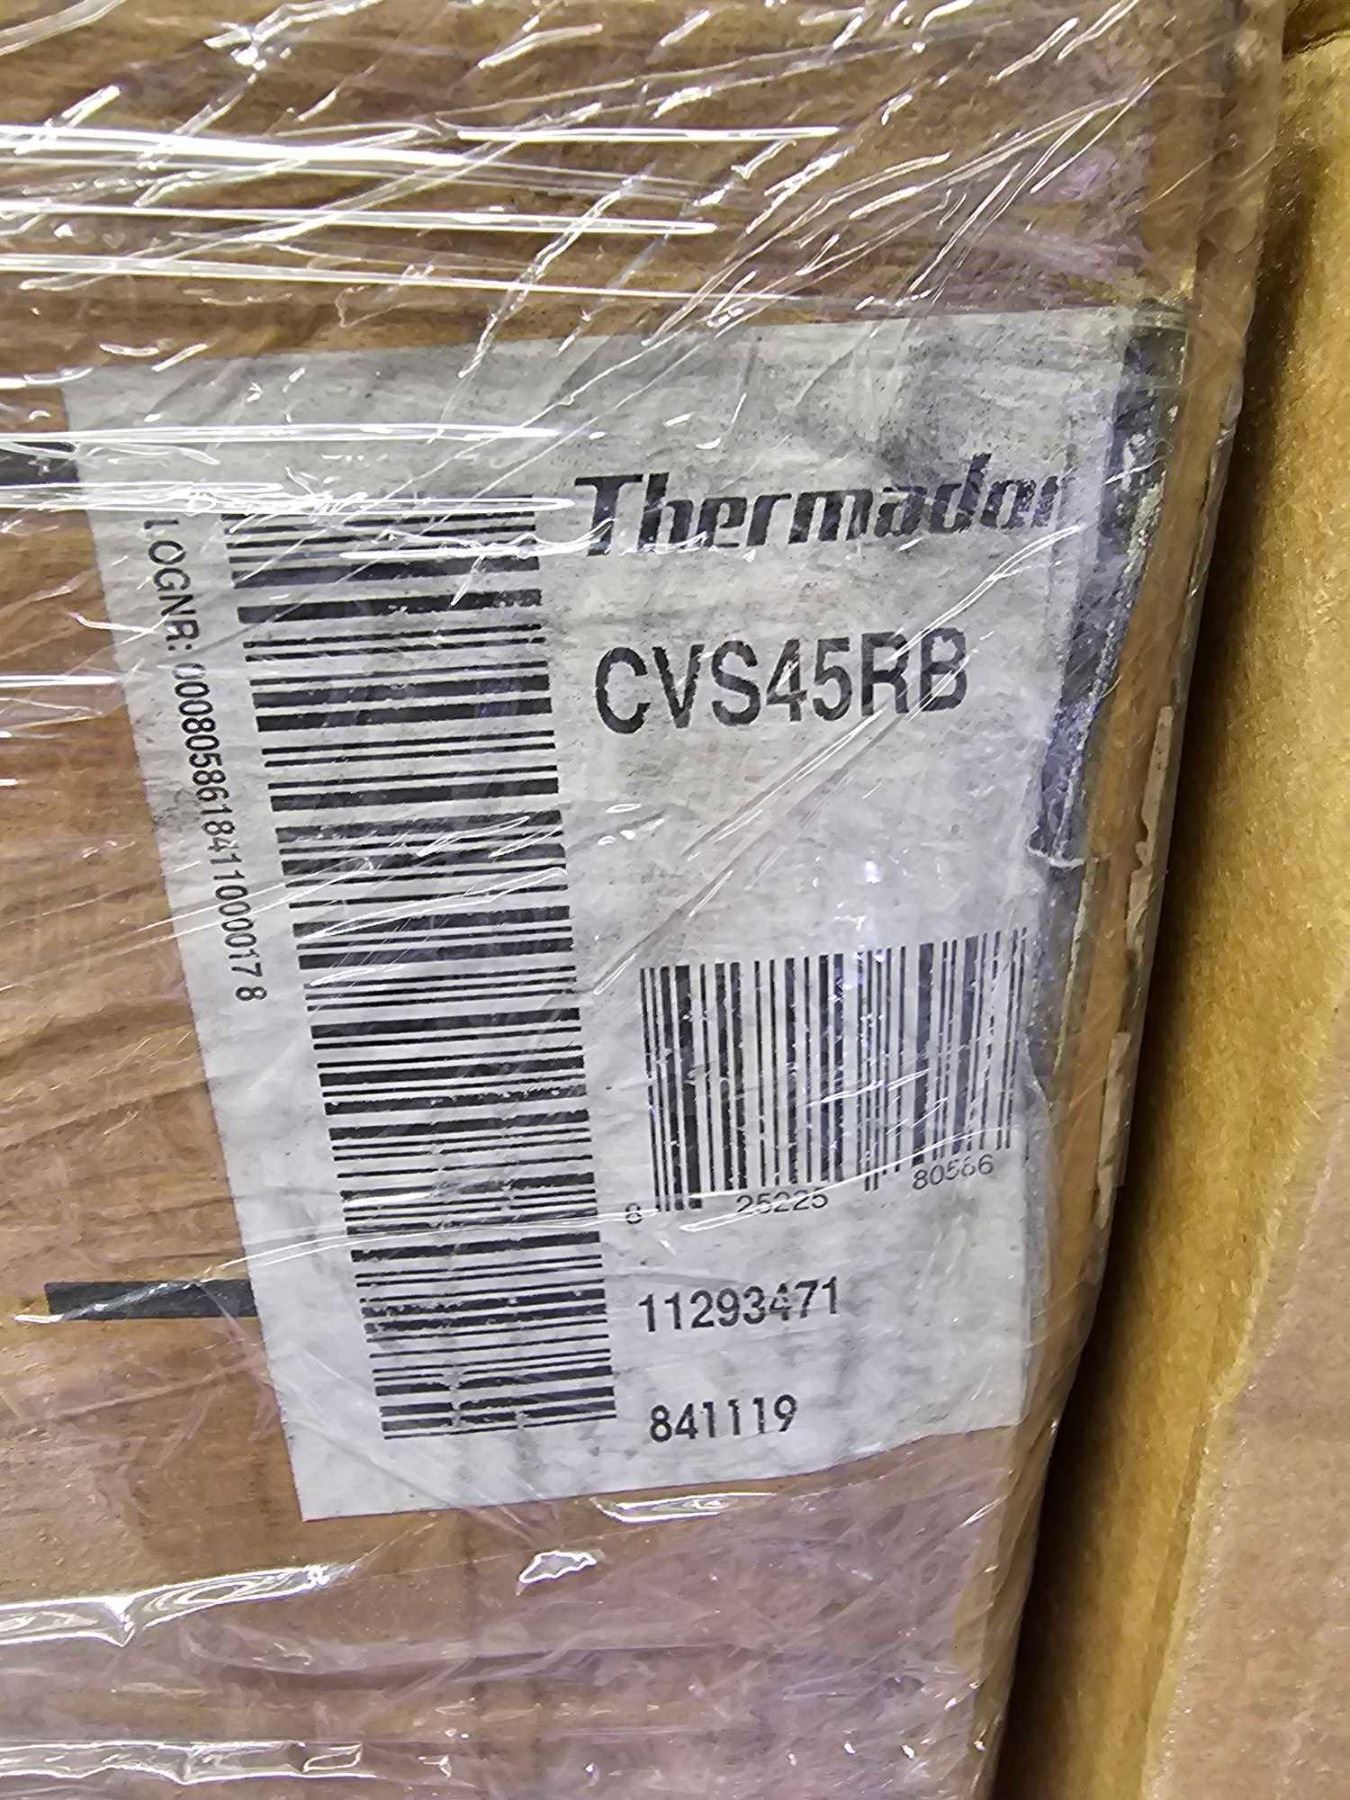 Thermador
CVS45RB
LOGNR: 000805861841100017 8
8 25225 80566
11293471
841119